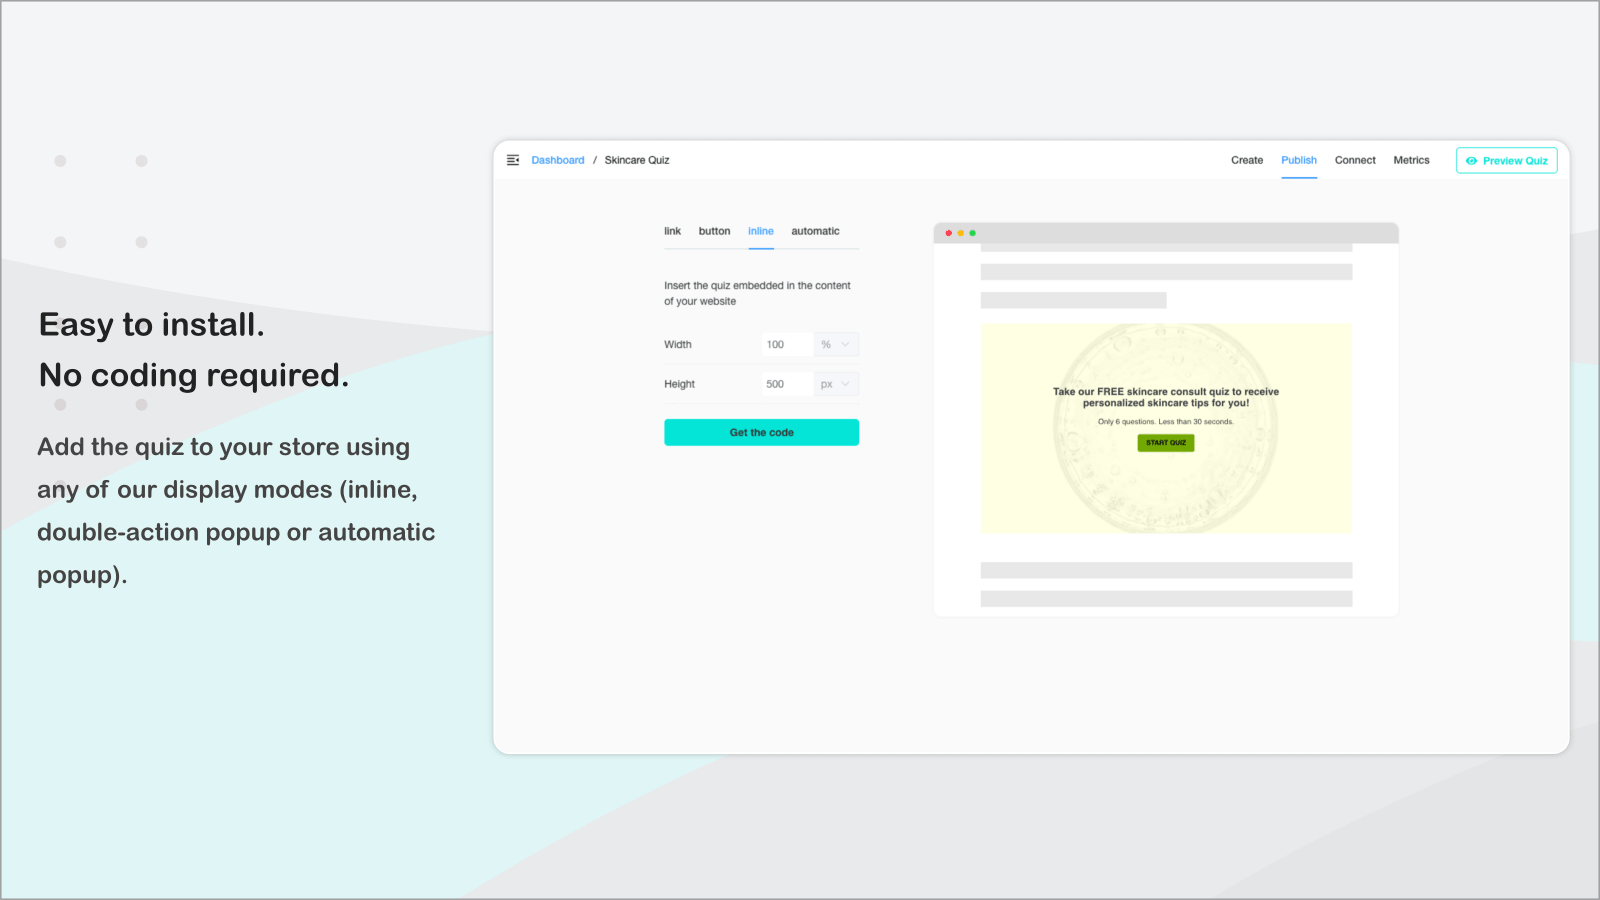 Easy to install.
No coding required.
Add the quiz to your store using
any of our display modes (inline,
double-action popup or automatic
popup).
Dashboard / Skincare Quiz
Create Publish Connect Metrics Preview Quiz
link button inline automatic
Insert the quiz embedded in the content
of your website
Width 100 %
Height 500 px
Get the code
Take our FREE skincare consult quiz to receive
personalized skincare tips for you!
Only 6 questions. Less than 30 seconds.
START QUIZ